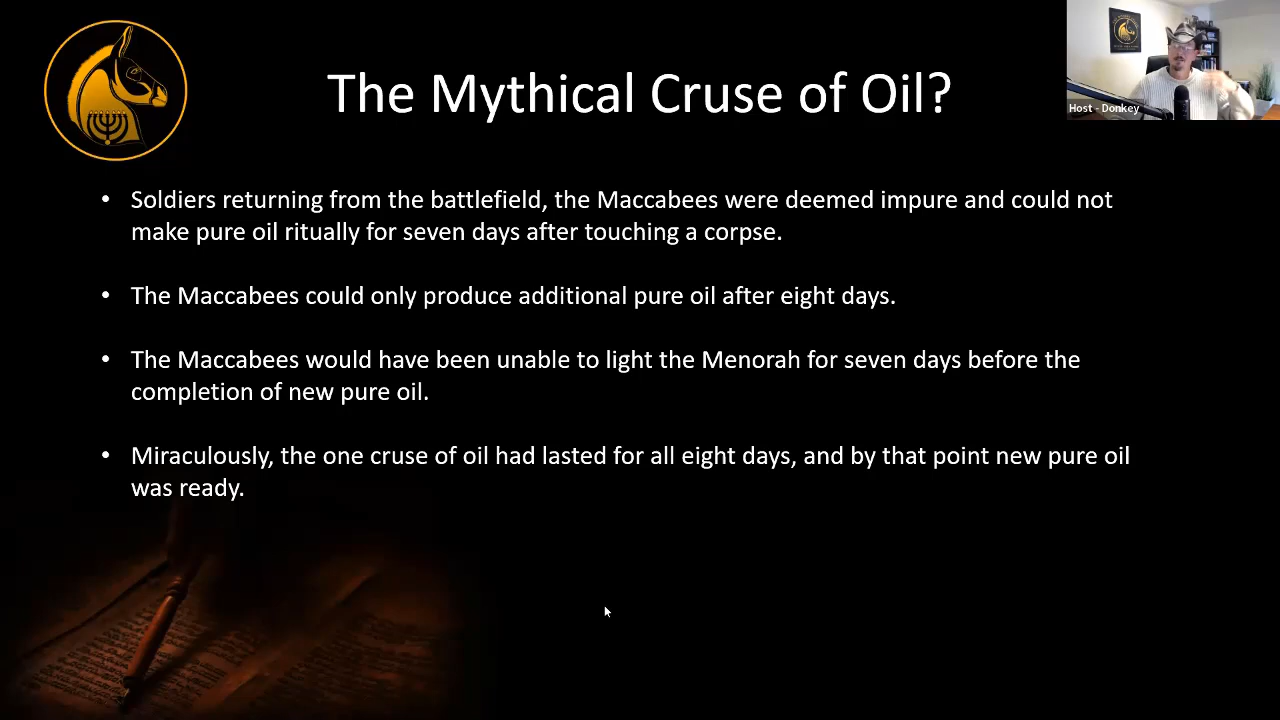 The Mythical Cruse of Oil?
Host - Donkey
• Soldiers returning from the battlefield, the Maccabees were deemed impure and could not
make pure oil ritually for seven days after touching a corpse.
• The Maccabees could only produce additional pure oil after eight days.
• The Maccabees would have been unable to light the Menorah for seven days before the
completion of new pure oil.
• Miraculously, the one cruse of oil had lasted for all eight days, and by that point new pure oil
was ready.